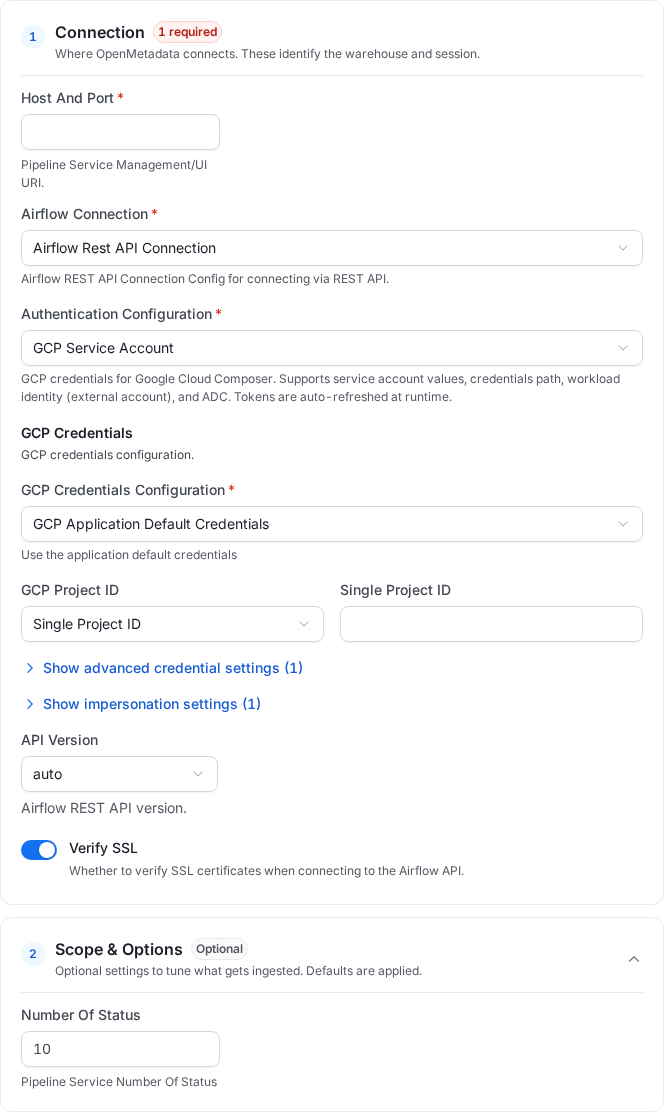 1
Connection
1 required
Where OpenMetadata connects. These identify the warehouse and session.
Host And Port *
Pipeline Service Management/UI
URI.
Airflow Connection *
Airflow Rest API Connection
Airflow REST API Connection Config for connecting via REST API.
Authentication Configuration *
GCP Service Account
GCP credentials for Google Cloud Composer. Supports service account values, credentials path, workload
identity (external account), and ADC. Tokens are auto-refreshed at runtime.
GCP Credentials
GCP credentials configuration.
GCP Credentials Configuration *
GCP Application Default Credentials
Use the application default credentials
GCP Project ID
Single Project ID
Single Project ID
Show advanced credential settings (1)
Show impersonation settings (1)
API Version
auto
Airflow REST API version.
Verify SSL
Whether to verify SSL certificates when connecting to the Airflow API.
2
Scope & Options
Optional
Optional settings to tune what gets ingested. Defaults are applied.
Number Of Status
10
Pipeline Service Number Of Status